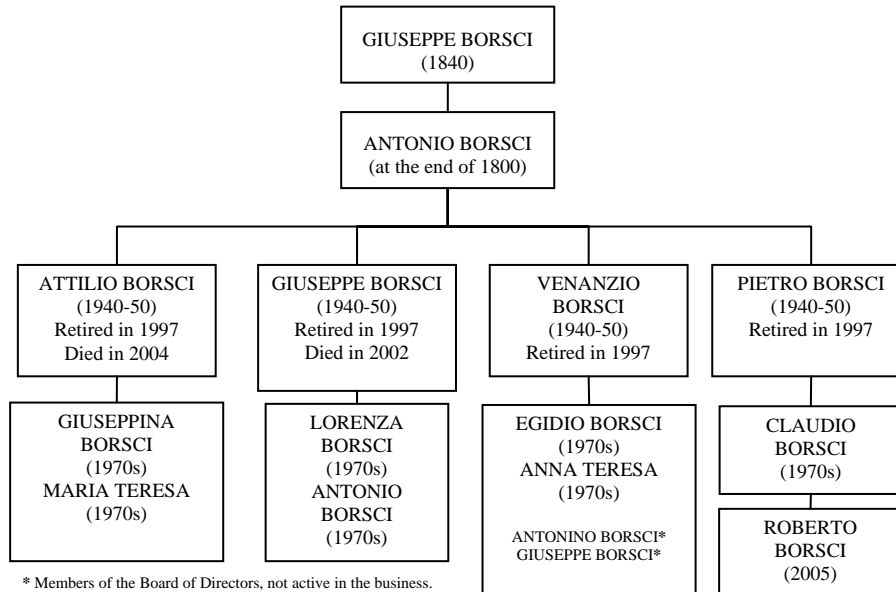 GIUSEPPE BORSCI
(1840)
ANTONIO BORSCI
(at the end of 1800)
ATTILIO BORSCI
(1940-50)
Retired in 1997
Died in 2004
GIUSEPPE BORSCI
(1940-50)
Retired in 1997
Died in 2002
VENANZIO
BORSCI
(1940-50)
Retired in 1997
PIETRO BORSCI
(1940-50)
Retired in 1997
GIUSEPPINA
BORSCI
(1970s)
MARIA TERESA
(1970s)
LORENZA
BORSCI
(1970s)
ANTONIO
BORSCI
(1970s)
EGIDIO BORSCI
(1970s)
ANNA TERESA
(1970s)
ANTONINO BORSCI*
GIUSEPPE BORSCI*
CLAUDIO
BORSCI
(1970s)
ROBERTO
BORSCI
(2005)
* Members of the Board of Directors, not active in the business.